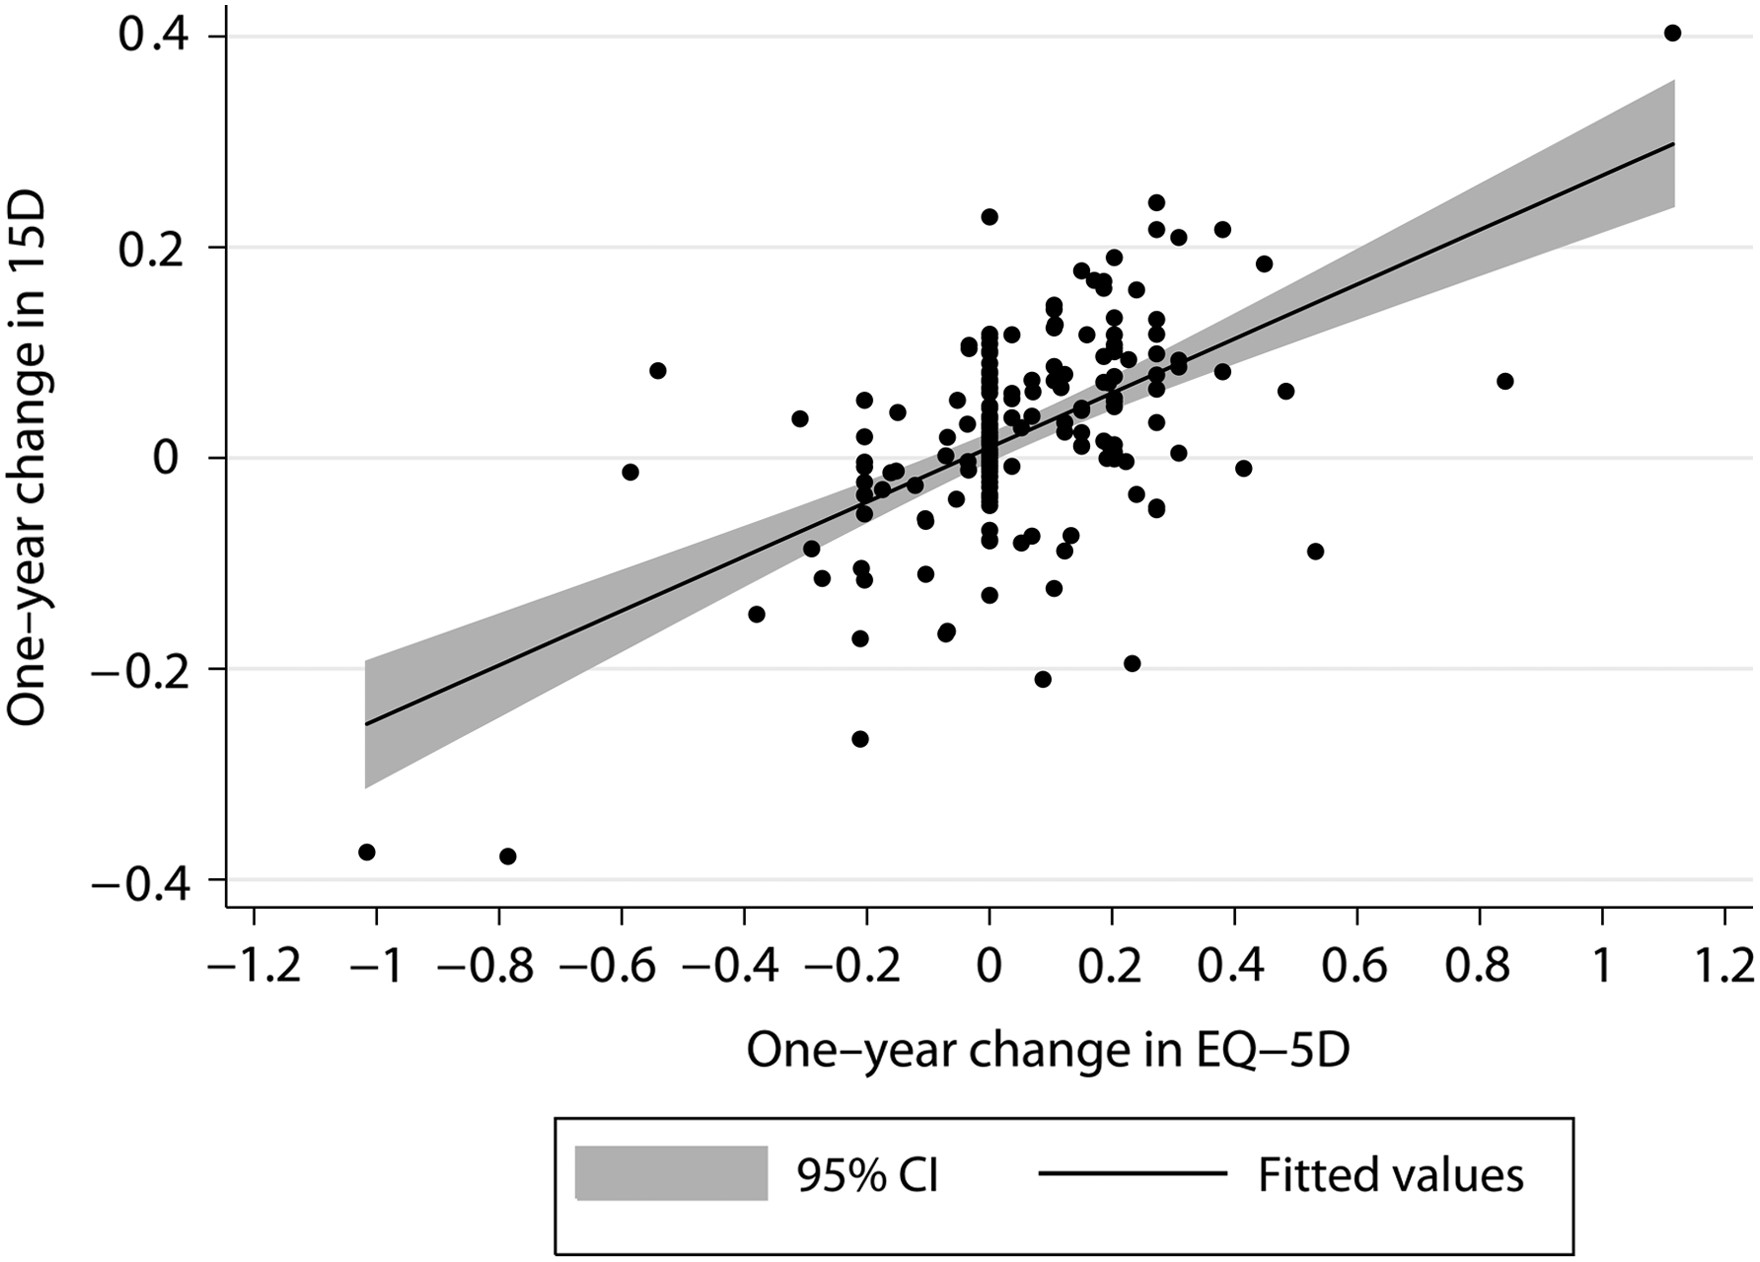 One–year change in 15D
0.4
0.2
0
−0.2
−0.4
−1.2 −1 −0.8 −0.6 −0.4 −0.2 0 0.2 0.4 0.6 0.8 1 1.2
One–year change in EQ–5D
95% CI Fitted values